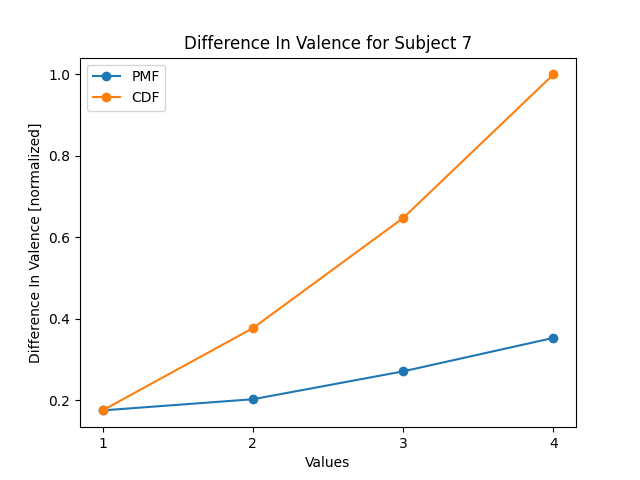 Difference In Valence for Subject 7
PMF
CDF
Difference In Valence [normalized]
1.0
0.8
0.6
0.4
0.2
1 2 3 4
Values